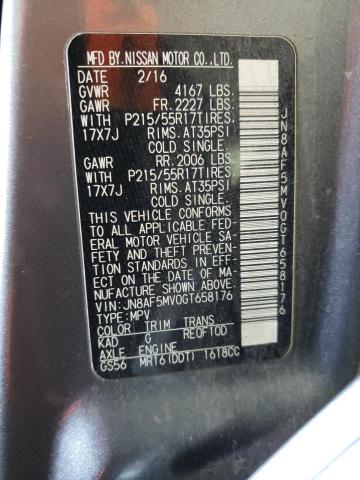 MFD.BY.NISSAN MOTOR CO.,LTD.
DATE 2/16
GVWR 4167 LBS.
GAWR FR. 2227 LBS.
WITH P215/55R17TIRES.
17X7J RIMS.AT35PSI
COLD SINGLE.
GAWR RR. 2006 LBS.
WITH P215/55R17TIRES.
17X7J RIMS.AT35PSI
COLD SINGLE.
THIS VEHICLE CONFORMS
TO ALL APPLICABLE FED-
ERAL MOTOR VEHICLE SA-
FETY AND THEFT PREVEN-
TION STANDARDS IN EFF-
ECT ON THE DATE OF MA-
NUFACTURE SHOWN ABOVE.
VIN:JN8AF5MV0GT658176
TYPE:MPV
COLOR TRIM TRANS
KAD G RE0F10D
AXLE ENGINE
GS56 MR16(DDT) 1618CC
JN8AF5MV0GT658176